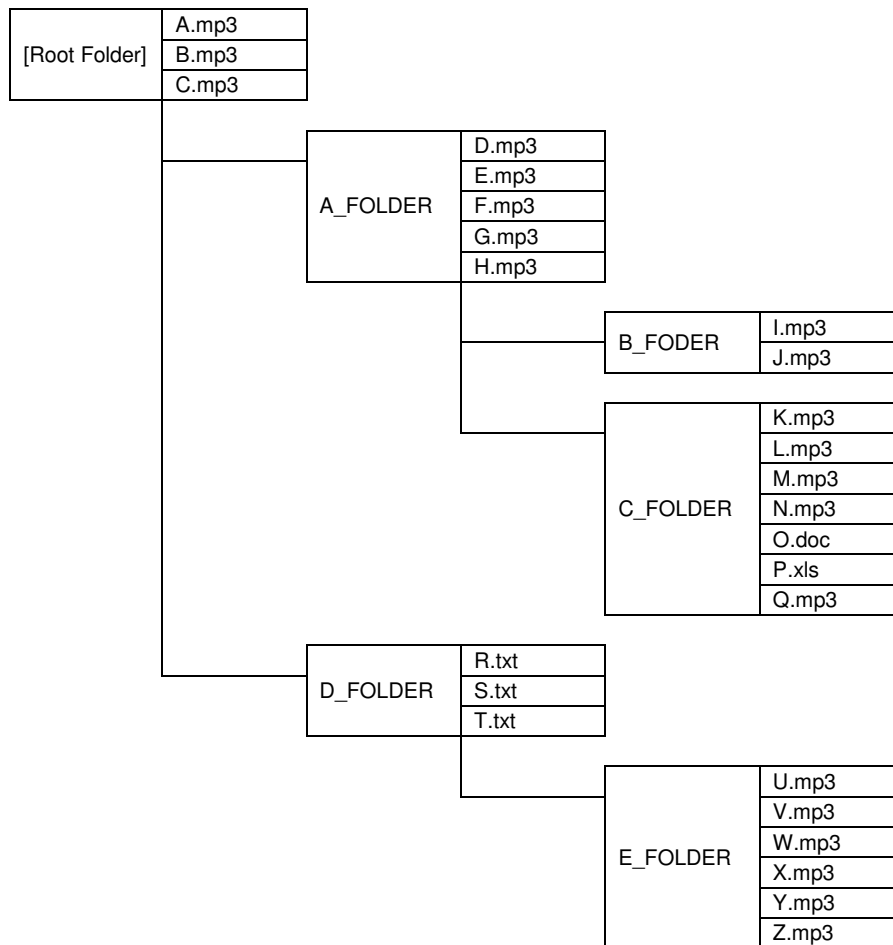 [Root Folder]
A.mp3
B.mp3
C.mp3
A_FOLDER
D.mp3
E.mp3
F.mp3
G.mp3
H.mp3
B_FODER
I.mp3
J.mp3
C_FOLDER
K.mp3
L.mp3
M.mp3
N.mp3
O.doc
P.xls
Q.mp3
D_FOLDER
R.txt
S.txt
T.txt
E_FOLDER
U.mp3
V.mp3
W.mp3
X.mp3
Y.mp3
Z.mp3